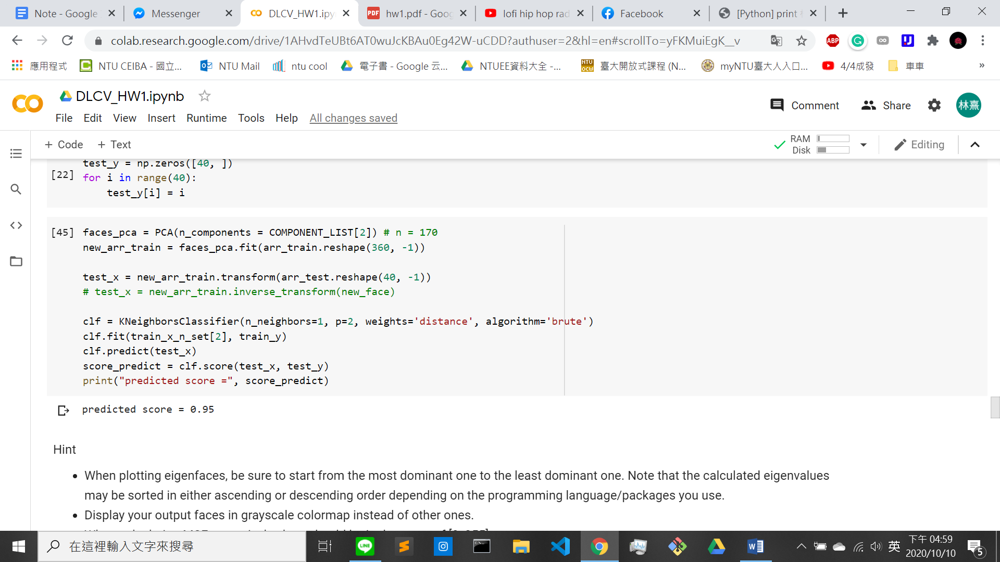 Note - Google
Messenger
DLCV_HW1.ipy
hw1.pdf - Goog
lofi hip hop rad
Facebook
[Python] print
colab.research.google.com/drive/1AHvdTeUBt6AT0wuJcKBAu0Eg42W-uCDD?authuser=2&hl=en#scrollTo=yFKMuiEgK__v
ABP
應用程式
NTU CEIBA - 國立...
NTU Mail
ntu cool
電子書 - Google 云...
NTUEE資料大全 -...
NTU OCW
臺大開放式課程 (N...
myNTU臺大人入口...
4/4成發
車車
»
DLCV_HW1.ipynb
Comment
Share
林熹
File Edit View Insert Runtime Tools Help All changes saved
+ Code + Text
RAM
Disk
Editing
test_y = np.zeros([40, ])
[22] for i in range(40):
test_y[i] = i
[45] faces_pca = PCA(n_components = COMPONENT_LIST[2]) # n = 170
new_arr_train = faces_pca.fit(arr_train.reshape(360, -1))
test_x = new_arr_train.transform(arr_test.reshape(40, -1))
# test_x = new_arr_train.inverse_transform(new_face)
clf = KNeighborsClassifier(n_neighbors=1, p=2, weights='distance', algorithm='brute')
clf.fit(train_x_n_set[2], train_y)
clf.predict(test_x)
score_predict = clf.score(test_x, test_y)
print("predicted score =", score_predict)
predicted score = 0.95
Hint
• When plotting eigenfaces, be sure to start from the most dominant one to the least dominant one. Note that the calculated eigenvalues
may be sorted in either ascending or descending order depending on the programming language/packages you use.
• Display your output faces in grayscale colormap instead of other ones.
在這裡輸入文字來搜尋
LINE
英
下午 04:59
2020/10/10
5